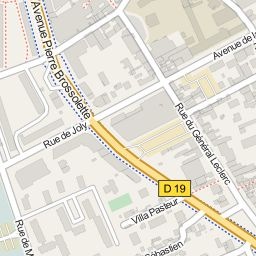 Avenue Pierre Brossolette
Avenue de
Rue de Joly
Rue du Général Leclerc
D 19
Villa Pasteur
Rue de M
Sébastien